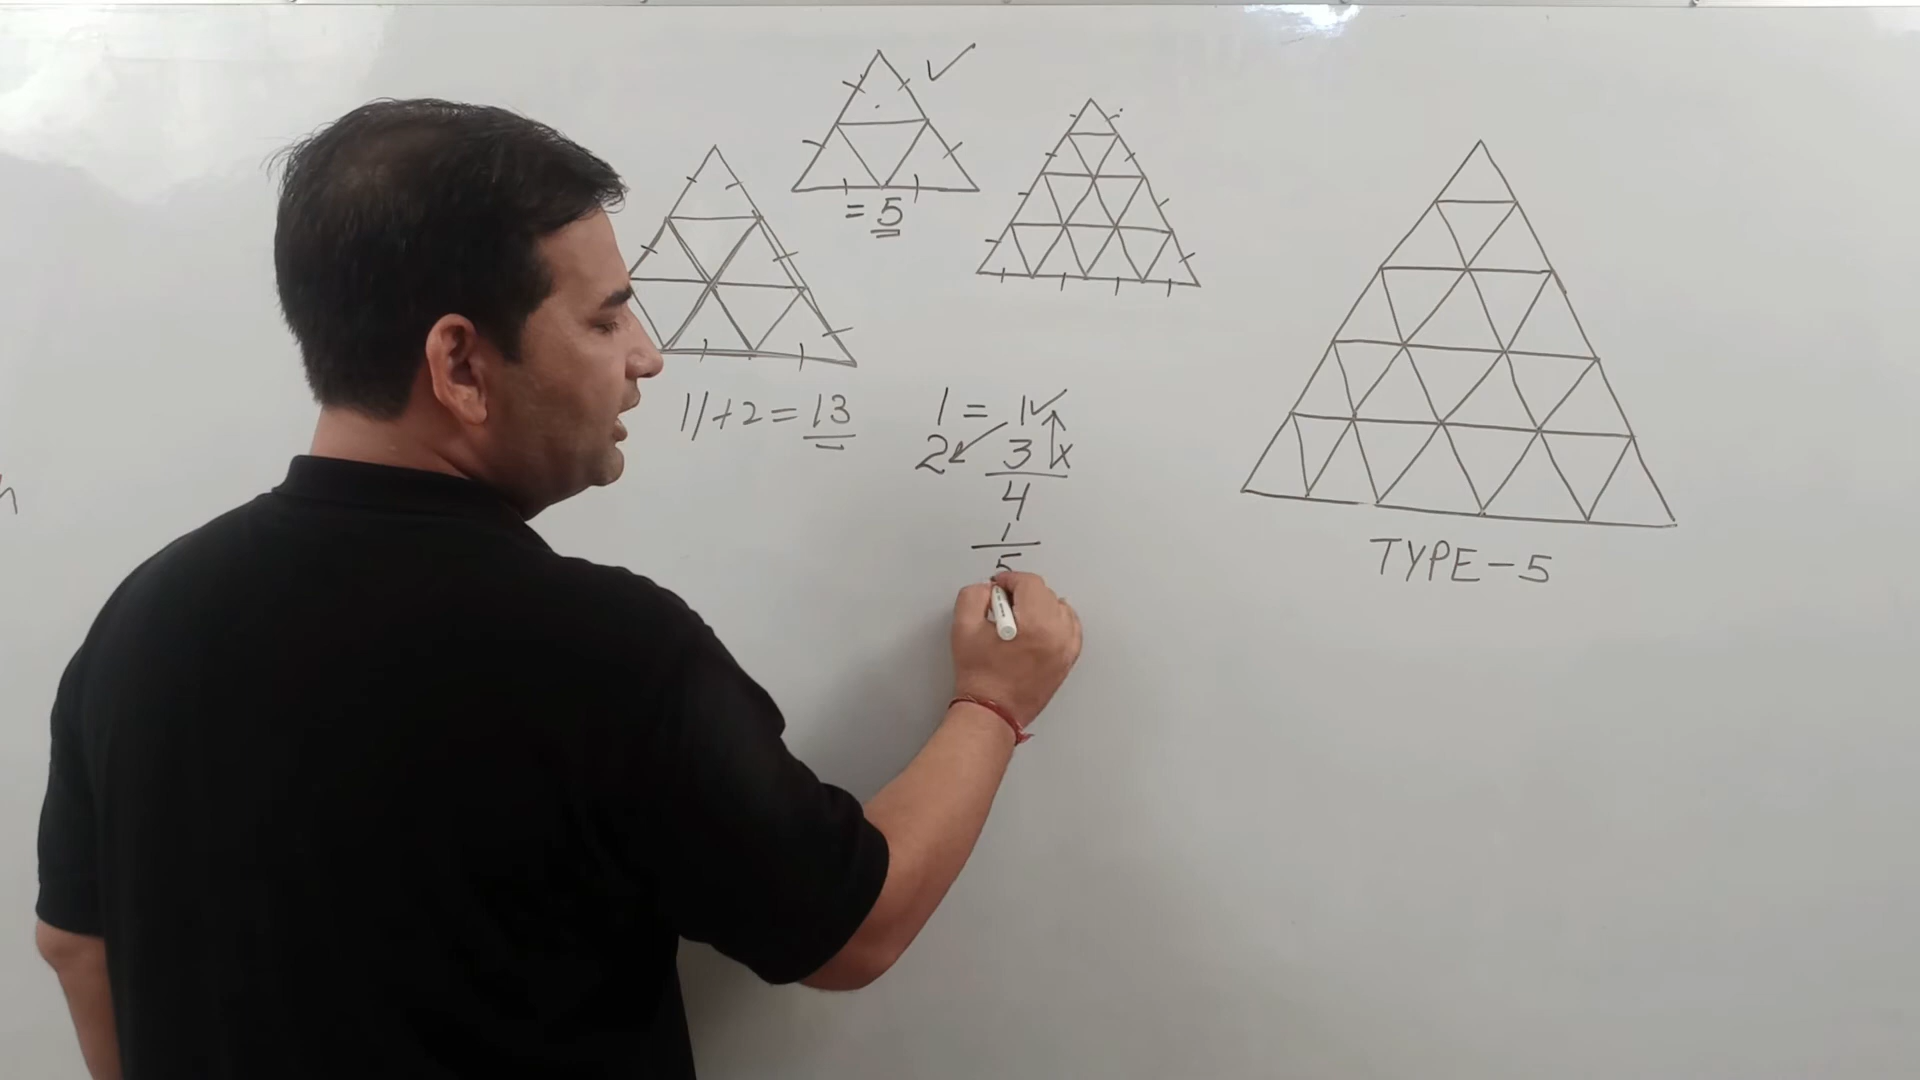 = 5
11+2=13
1 = 1✓
2 3 x
4
1
5
TYPE-5